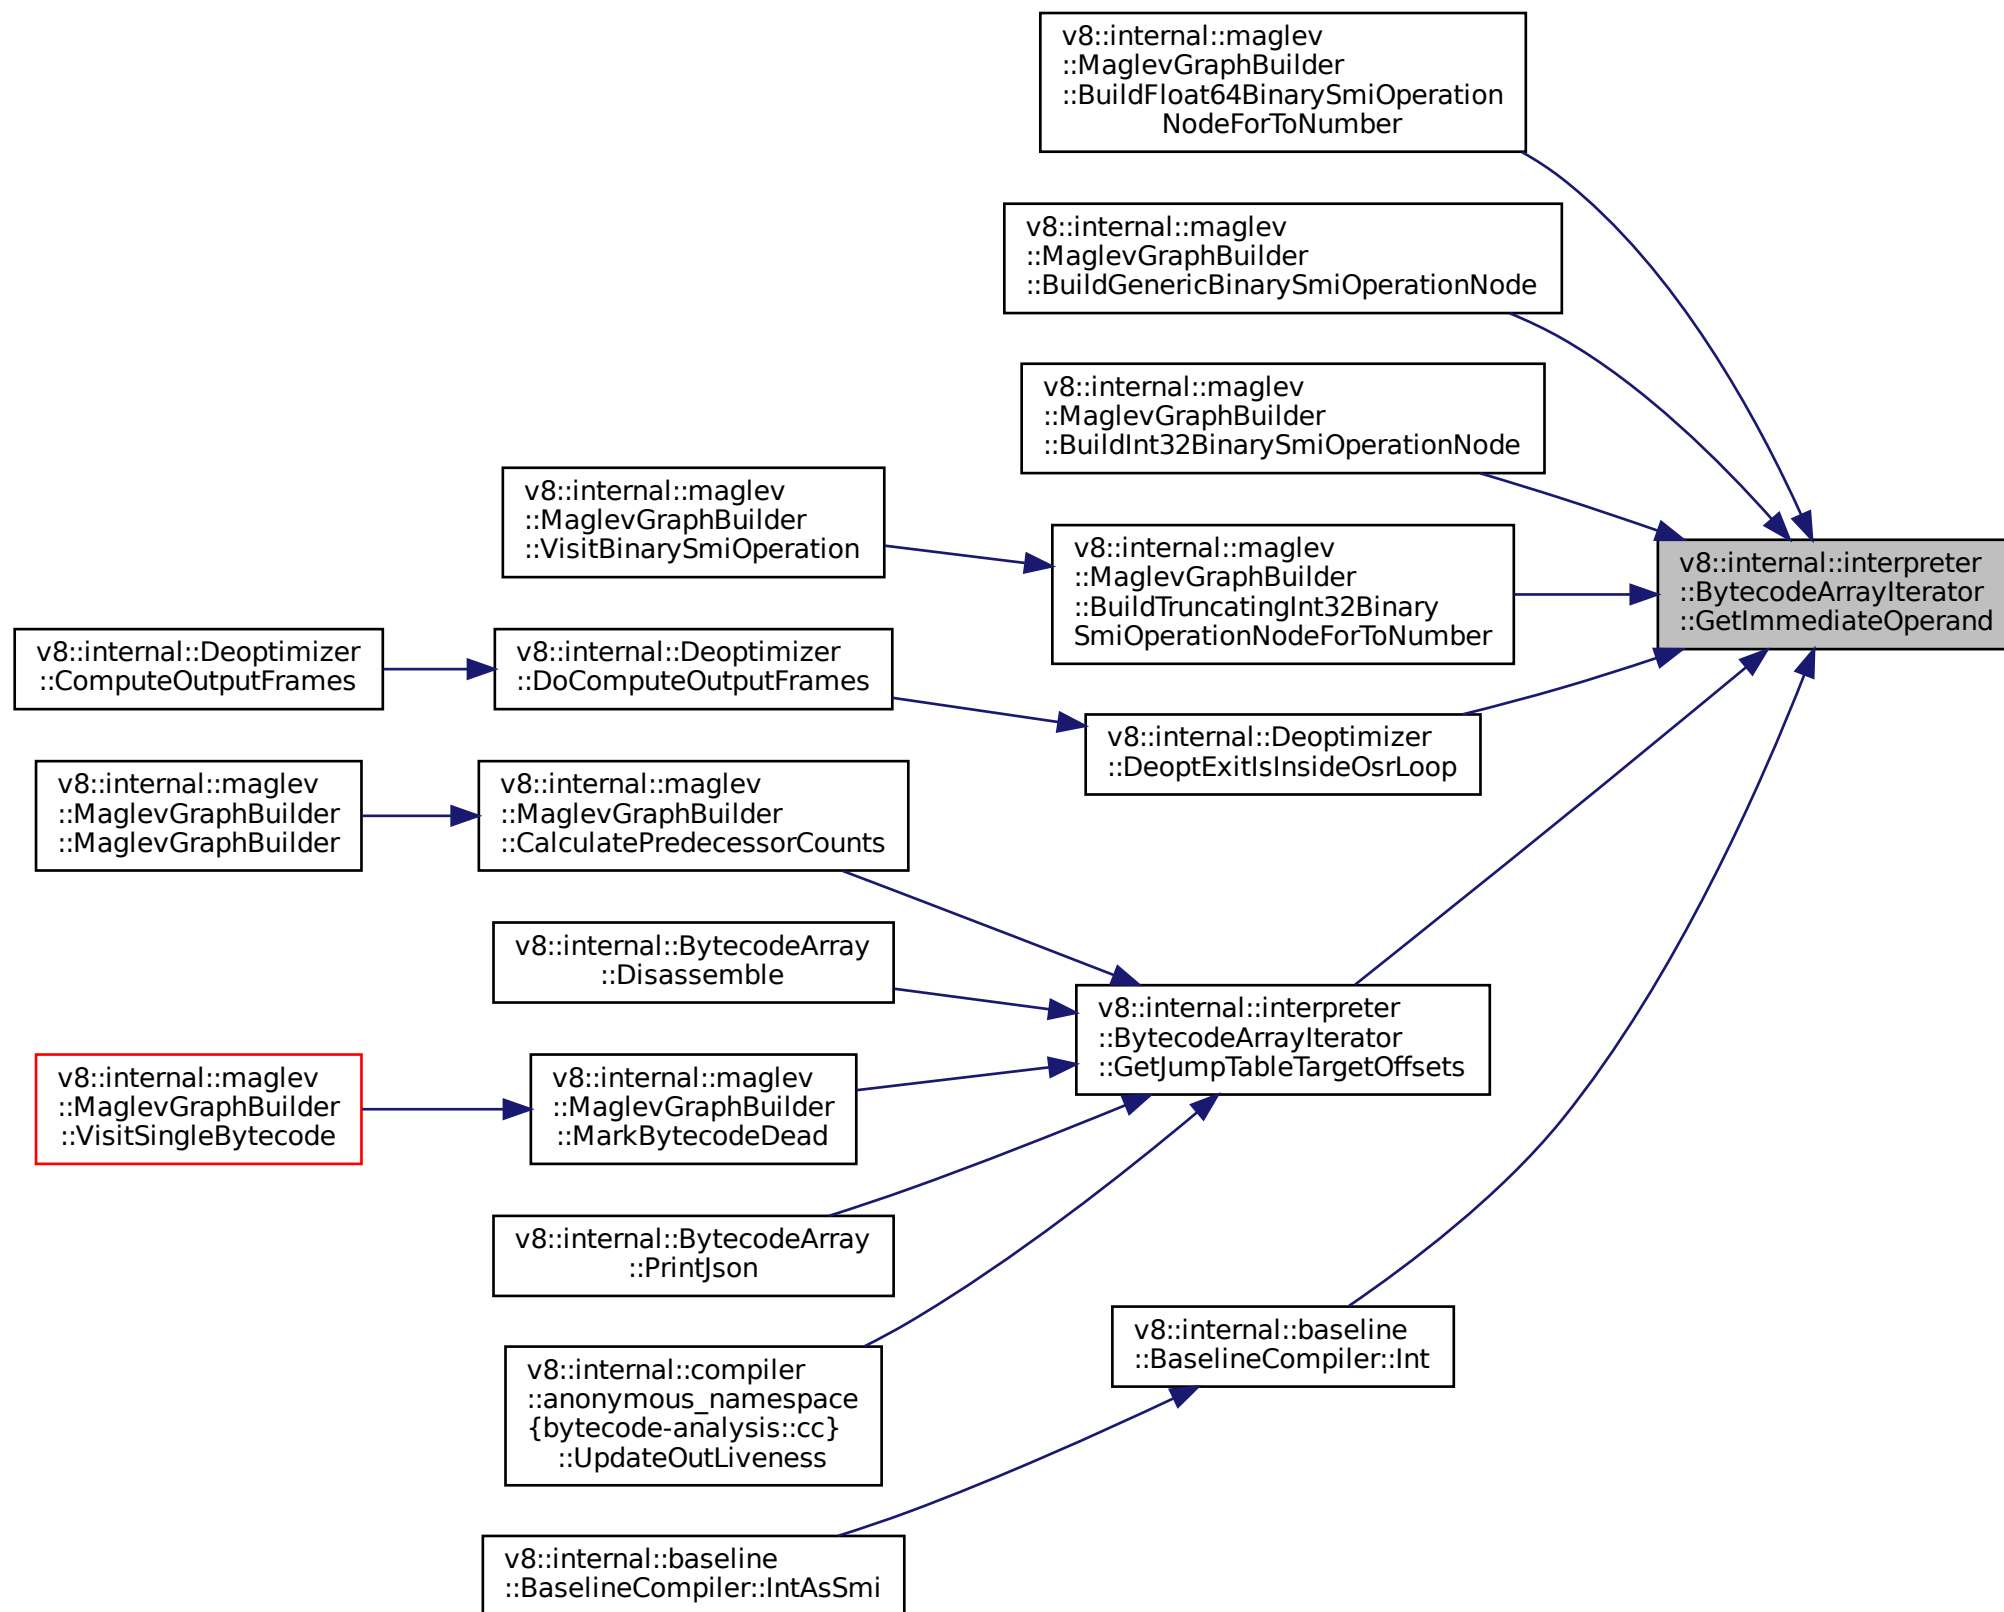 v8::internal::maglev
::MaglevGraphBuilder
::BuildFloat64BinarySmiOperation
NodeForToNumber
v8::internal::maglev
::MaglevGraphBuilder
::BuildGenericBinarySmiOperationNode
v8::internal::maglev
::MaglevGraphBuilder
::BuildInt32BinarySmiOperationNode
v8::internal::maglev
::MaglevGraphBuilder
::VisitBinarySmiOperation
v8::internal::maglev
::MaglevGraphBuilder
::BuildTruncatingInt32Binary
SmiOperationNodeForToNumber
v8::internal::interpreter
::BytecodeArrayIterator
::GetImmediateOperand
v8::internal::Deoptimizer
::ComputeOutputFrames
v8::internal::Deoptimizer
::DoComputeOutputFrames
v8::internal::Deoptimizer
::DeoptExitIsInsideOsrLoop
v8::internal::maglev
::MaglevGraphBuilder
::MaglevGraphBuilder
v8::internal::maglev
::MaglevGraphBuilder
::CalculatePredecessorCounts
v8::internal::BytecodeArray
::Disassemble
v8::internal::interpreter
::BytecodeArrayIterator
::GetJumpTableTargetOffsets
v8::internal::maglev
::MaglevGraphBuilder
::VisitSingleBytecode
v8::internal::maglev
::MaglevGraphBuilder
::MarkBytecodeDead
v8::internal::BytecodeArray
::PrintJson
v8::internal::baseline
::BaselineCompiler::Int
v8::internal::compiler
::anonymous_namespace
{bytecode-analysis::cc}
::UpdateOutLiveness
v8::internal::baseline
::BaselineCompiler::IntAsSmi